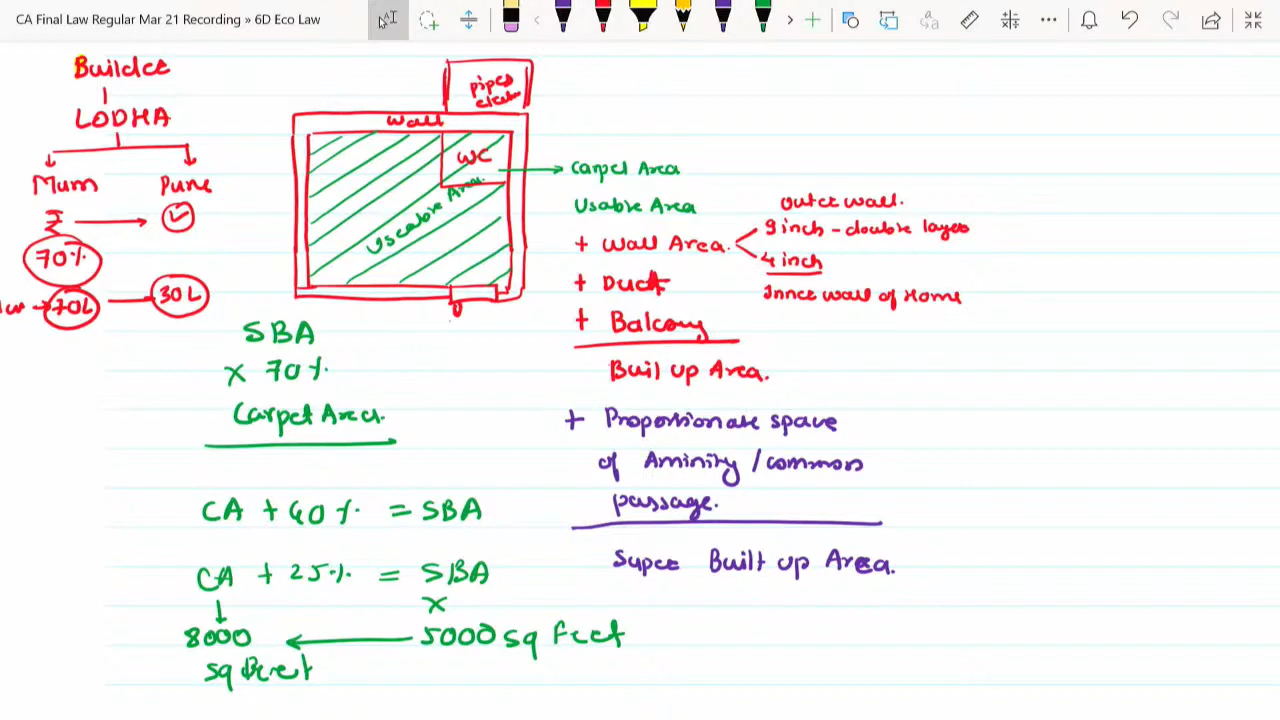 CA Final Law Regular Mar 21 Recording » 6D Eco Law
Builder
LODHA
Mum Pune
₹
70%
70L 30L
pipes
Wall
WC
Uscable Area
Carpet Area
Usable Area
+ Wall Area.
outer wall.
9 inch - double layer
4 inch
Inner wall of Home
+ Duct
+ Balcony
Buil up Area.
+ Proportionate space
of Aminity / common
passage.
Super Built up Area.
SBA
× 70%
Carpet Area.
CA + 40% = SBA
CA + 25% = SBA
×
8000 5000 sq feet
sq feet